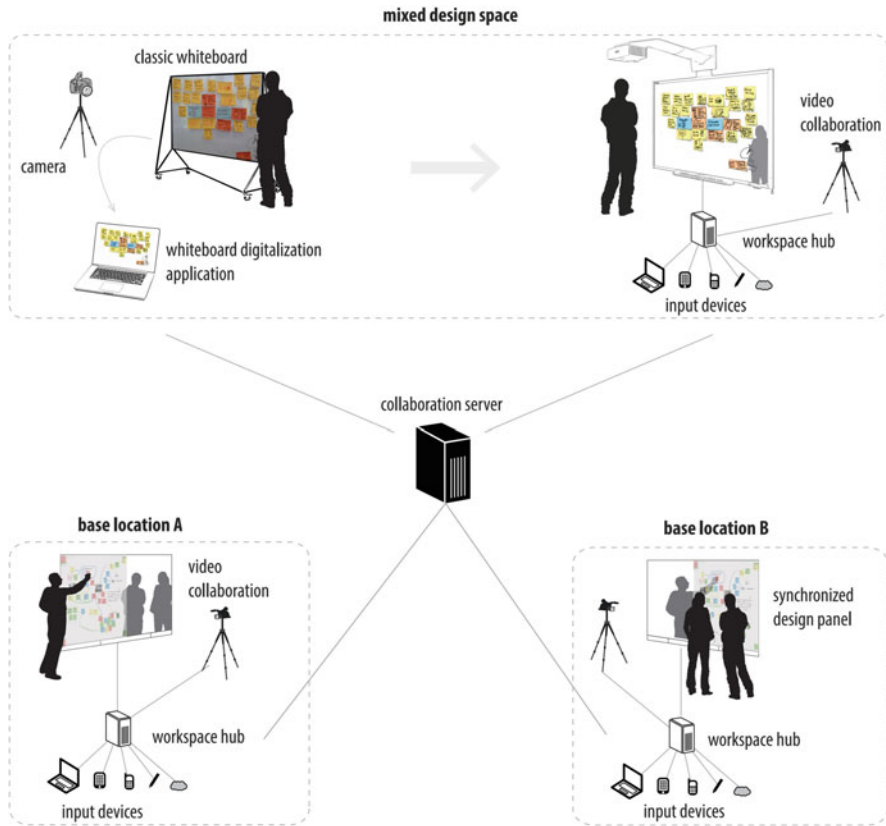 mixed design space
classic whiteboard
camera
whiteboard digitalization
application
video
collaboration
workspace hub
input devices
collaboration server
base location A
video
collaboration
workspace hub
input devices
base location B
synchronized
design panel
workspace hub
input devices